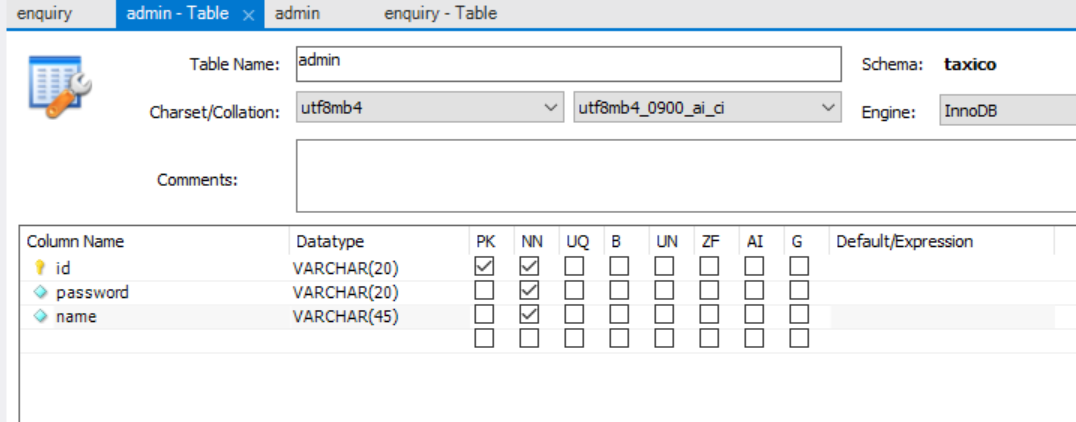 enquiry admin - Table × admin enquiry - Table
Table Name: admin Schema: taxico
Charset/Collation: utf8mb4 utf8mb4_0900_ai_ci Engine: InnoDB
Comments:
Column Name Datatype PK NN UQ B UN ZF AI G Default/Expression
id VARCHAR(20)
password VARCHAR(20)
name VARCHAR(45)